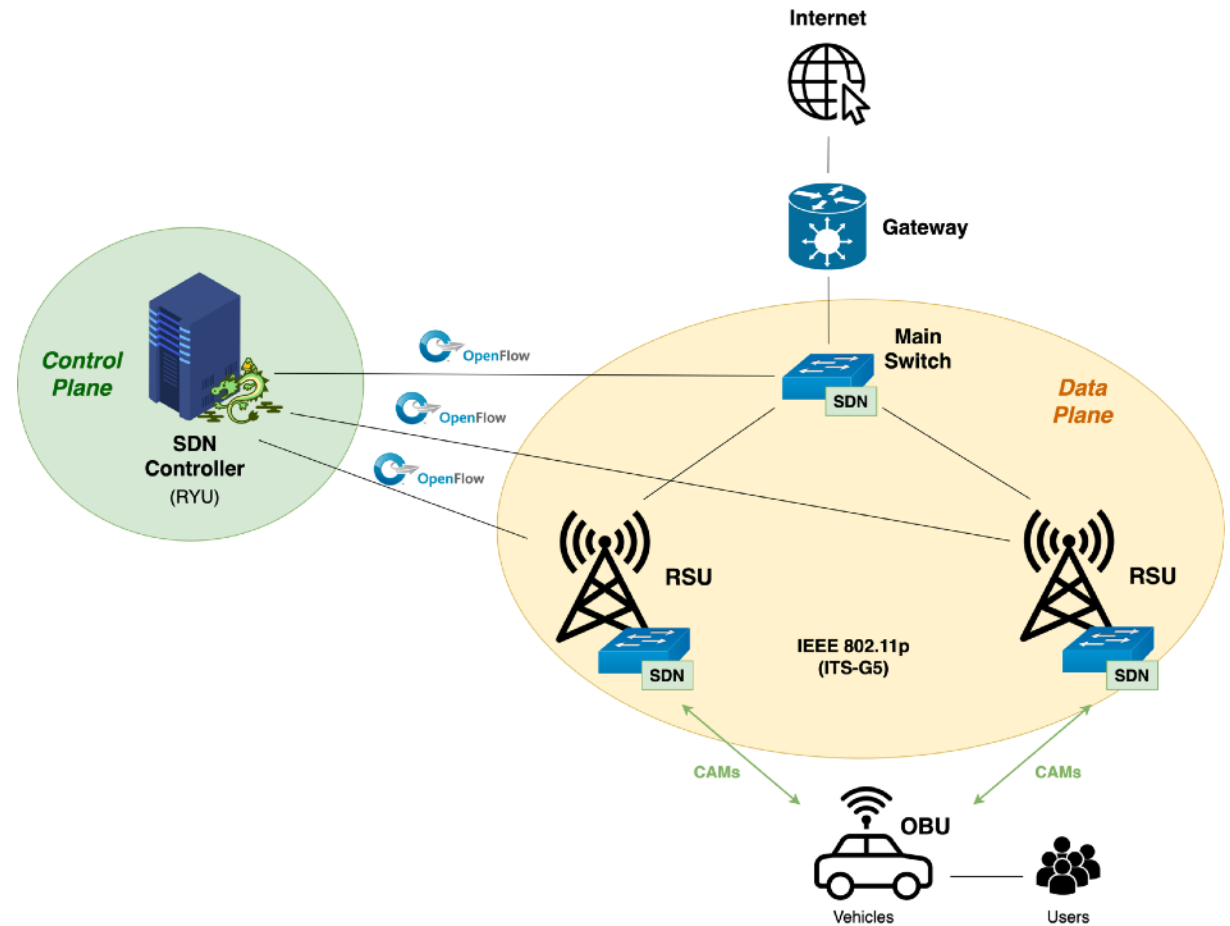 Internet
Gateway
Main
Switch
SDN
Data
Plane
Control
Plane
SDN
Controller
(RYU)
OpenFlow
OpenFlow
OpenFlow
RSU
SDN
IEEE 802.11p
(ITS-G5)
RSU
SDN
CAMs
CAMs
OBU
Vehicles
Users